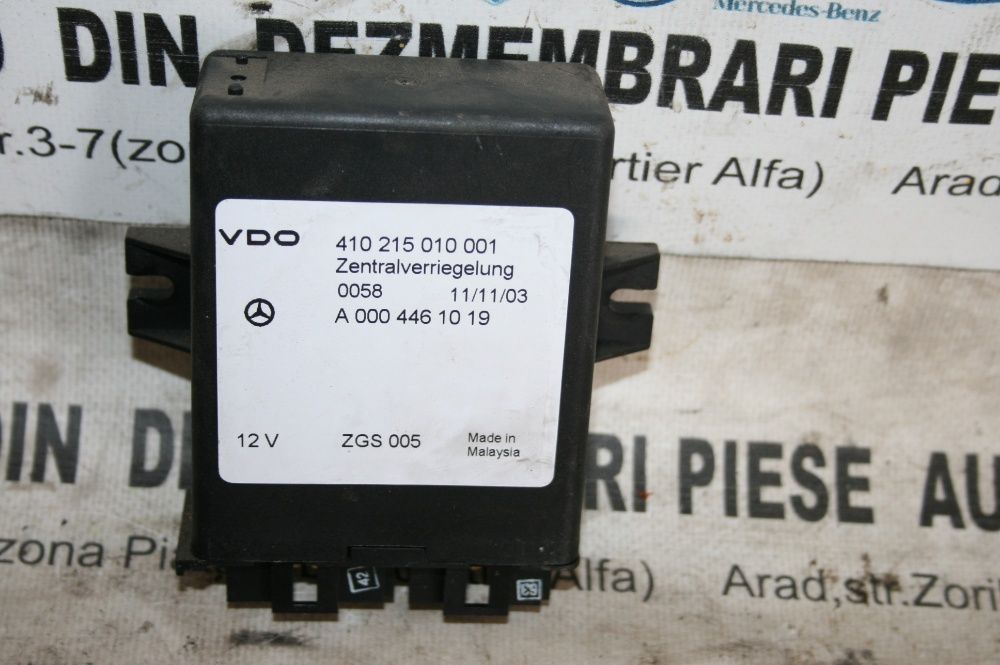 Mercedes-Benz
DIN DEZMEMBRARI PIE
r.3-7(zo
rtier Alfa) Arad
VDO
410 215 010 001
Zentralverriegelung
0058 11/11/03
A 000 446 10 19
12 V ZGS 005 Made in
Malaysia
DIN RI PIESE AU
zona Pi Alfa) Arad,str.Zori
42